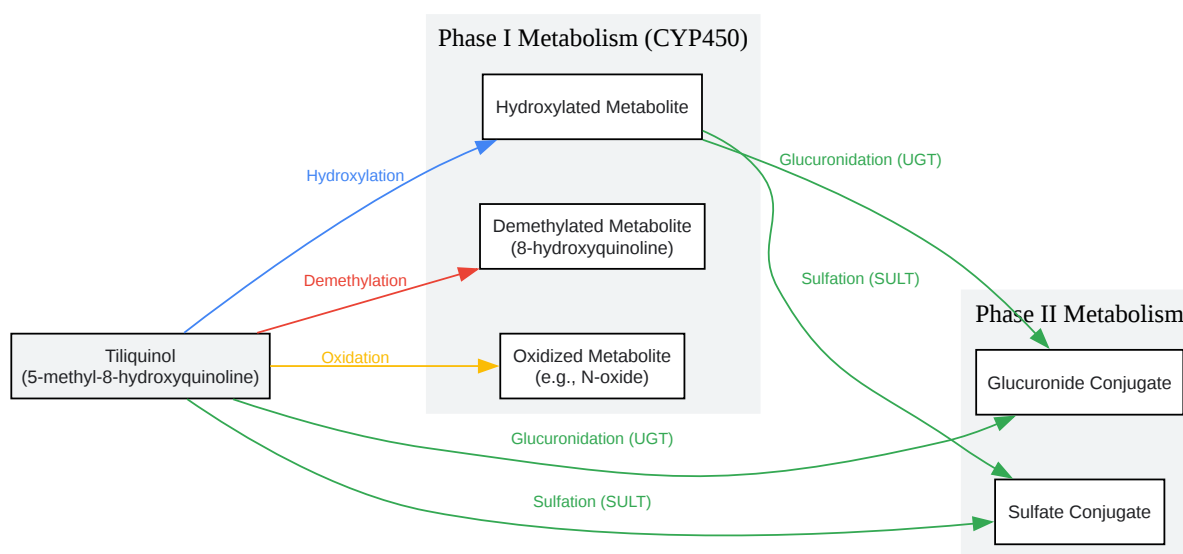 Phase I Metabolism (CYP450)
Hydroxylated Metabolite
Glucuronidation (UGT)
Hydroxylation
Demethylated Metabolite
(8-hydroxyquinoline)
Demethylation
Sulfation (SULT)
Phase II Metabolism
Tiliquinol
(5-methyl-8-hydroxyquinoline)
Oxidation
Oxidized Metabolite
(e.g., N-oxide)
Glucuronide Conjugate
Glucuronidation (UGT)
Sulfation (SULT)
Sulfate Conjugate